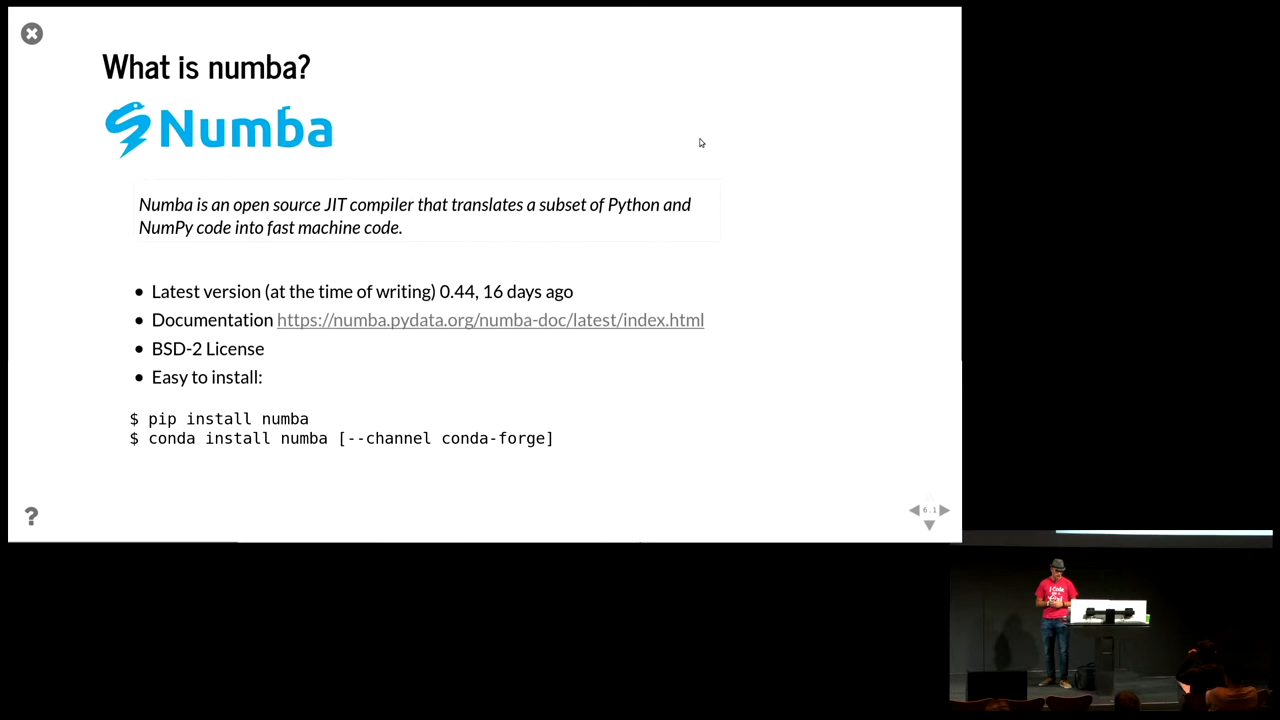 What is numba?
Numba
Numba is an open source JIT compiler that translates a subset of Python and
NumPy code into fast machine code.
• Latest version (at the time of writing) 0.44, 16 days ago
• Documentation https://numba.pydata.org/numba-doc/latest/index.html
• BSD-2 License
• Easy to install:
$ pip install numba
$ conda install numba [--channel conda-forge]
?
6.1
I Code